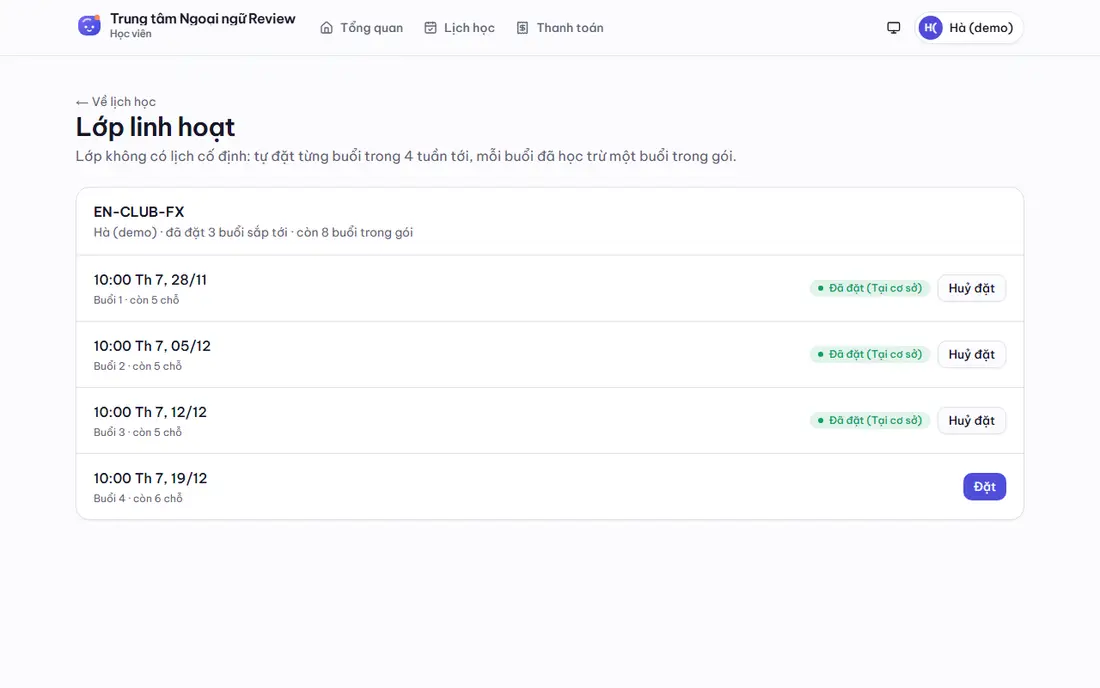 Trung tâm Ngoại ngữ Review
Học viên
Tổng quan
Lịch học
Thanh toán
H(
Hà (demo)
← Về lịch học
Lớp linh hoạt
Lớp không có lịch cố định: tự đặt từng buổi trong 4 tuần tới, mỗi buổi đã học trừ một buổi trong gói.
EN-CLUB-FX
Hà (demo) · đã đặt 3 buổi sắp tới · còn 8 buổi trong gói
10:00 Th 7, 28/11
Buổi 1 · còn 5 chỗ
Đã đặt (Tại cơ sở)
Huỷ đặt
10:00 Th 7, 05/12
Buổi 2 · còn 5 chỗ
Đã đặt (Tại cơ sở)
Huỷ đặt
10:00 Th 7, 12/12
Buổi 3 · còn 5 chỗ
Đã đặt (Tại cơ sở)
Huỷ đặt
10:00 Th 7, 19/12
Buổi 4 · còn 6 chỗ
Đặt